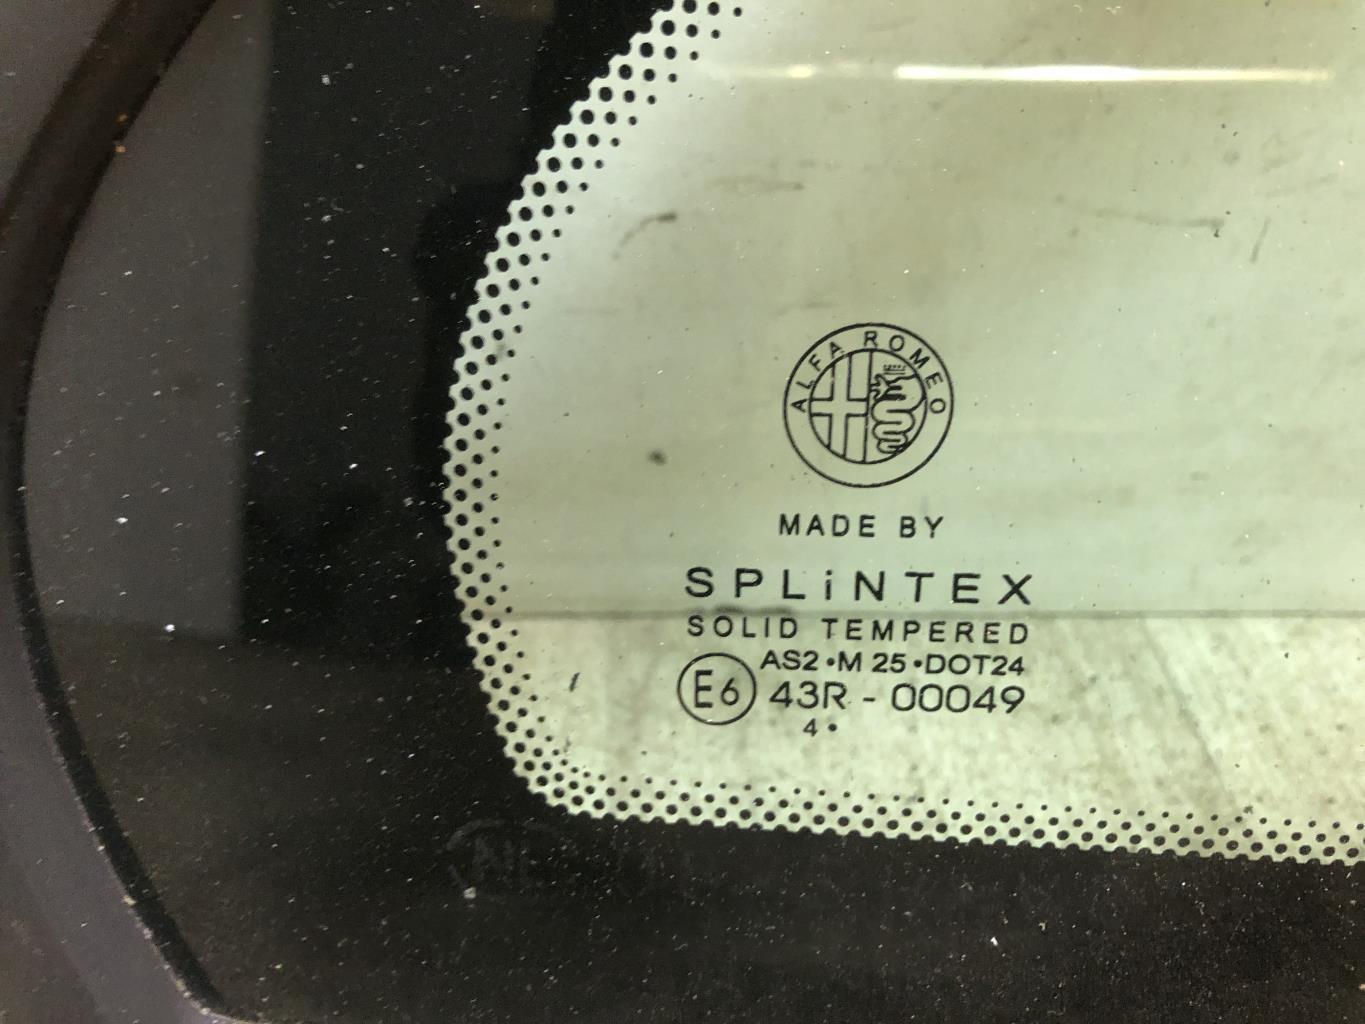 ALFA ROMEO
MADE BY
SPLiNTEX
SOLID TEMPERED
AS2•M 25•DOT24
E6 43R - 00049
4 •